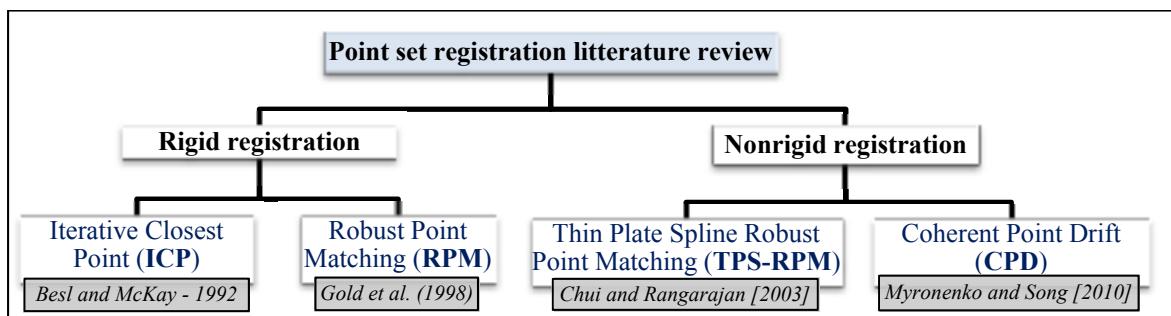 Point set registration litterature review
Rigid registration
Nonrigid registration
Iterative Closest
Point (ICP)
Besl and McKay - 1992
Robust Point
Matching (RPM)
Gold et al. (1998)
Thin Plate Spline Robust
Point Matching (TPS-RPM)
Chui and Rangarajan [2003]
Coherent Point Drift
(CPD)
Myronenko and Song [2010]